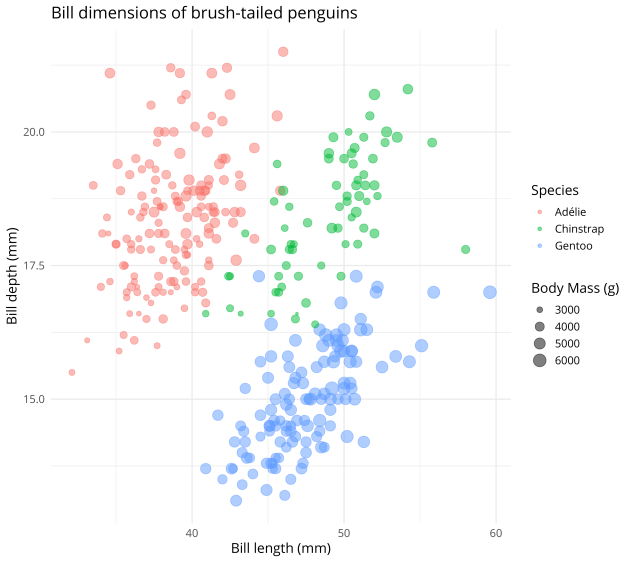 Bill dimensions of brush-tailed penguins
Bill depth (mm)
20.0
17.5
15.0
40
50
60
Bill length (mm)
Species
Adélie
Chinstrap
Gentoo
Body Mass (g)
3000
4000
5000
6000